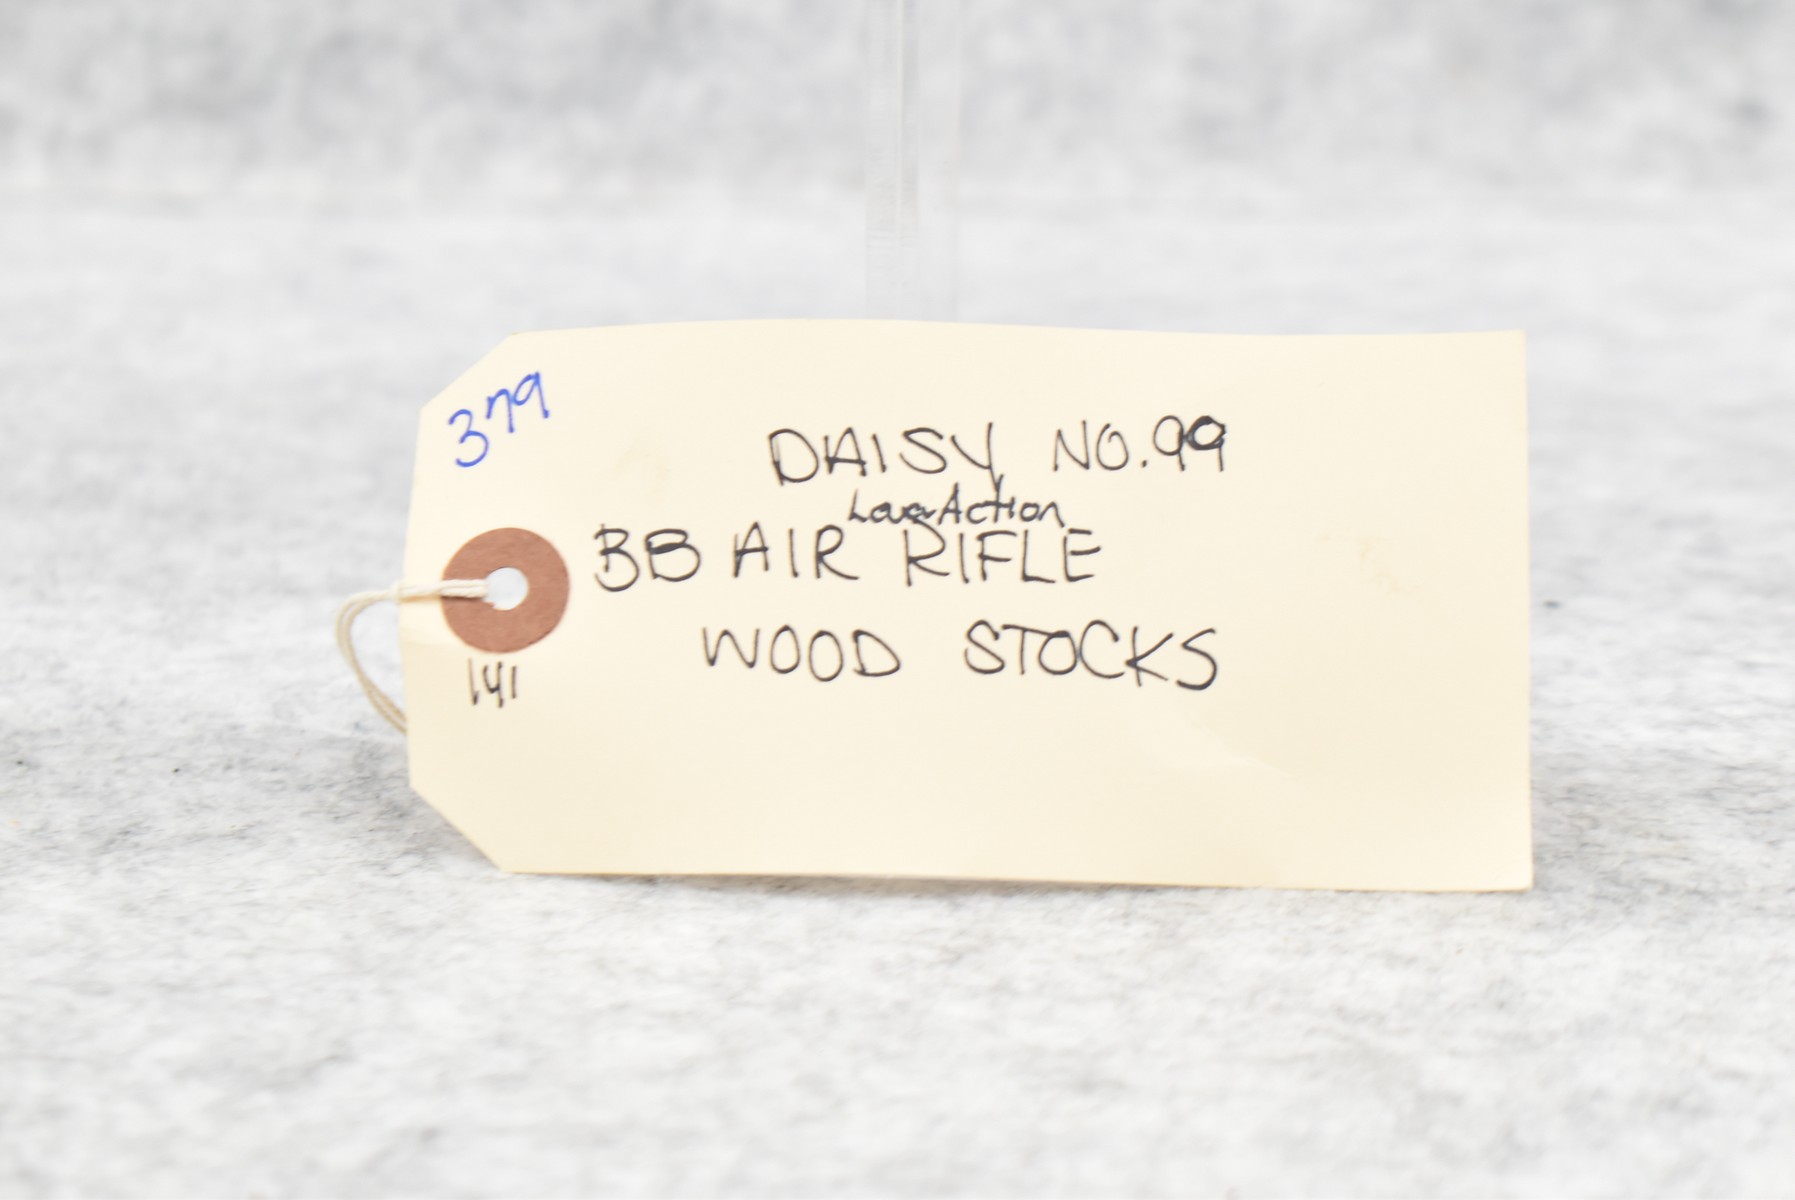 379
DAISY NO.99
Lever Action
BB AIR RIFLE
WOOD STOCKS
141